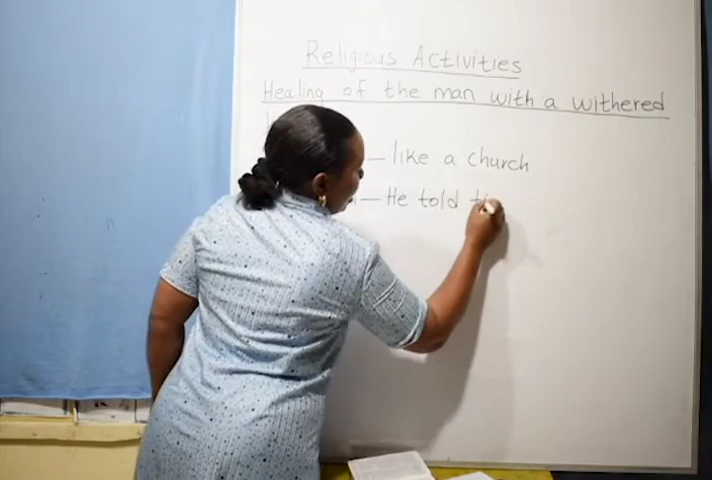 Religious Activities
Healing of the man with a withered
— like a church
— He told